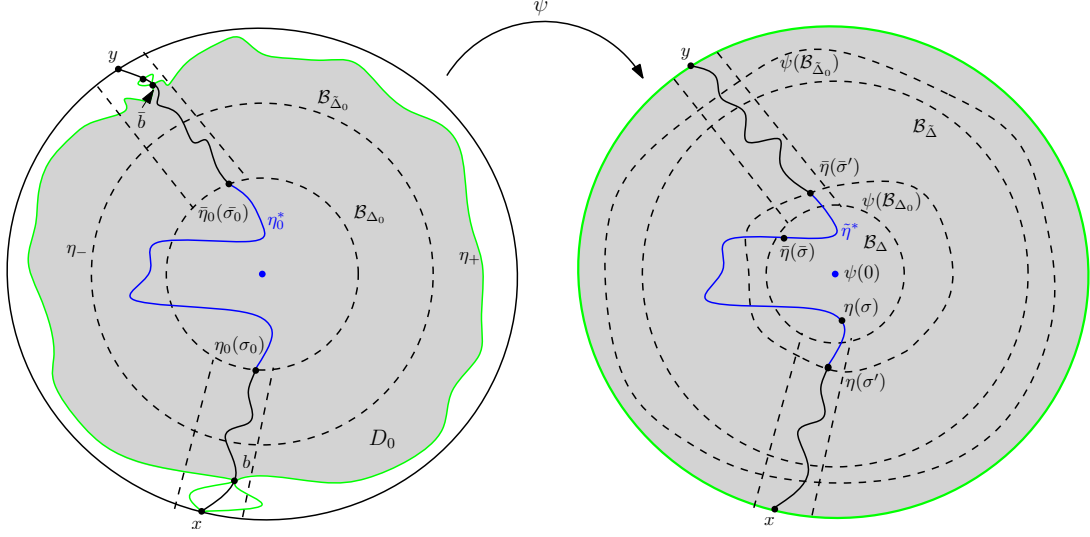 ψ
y
y
ψ(𝓑_{Δ̃₀})
𝓑_{Δ̃₀}
b̄
𝓑_{Δ̃}
η̄(σ̄′)
η̄₀(σ̄₀)
η₀*
𝓑_{Δ₀}
ψ(𝓑_{Δ₀})
η₋
η₊
η̃*
𝓑_Δ
η̄(σ̄)
ψ(0)
η(σ)
η₀(σ₀)
η(σ′)
D₀
b
x
x